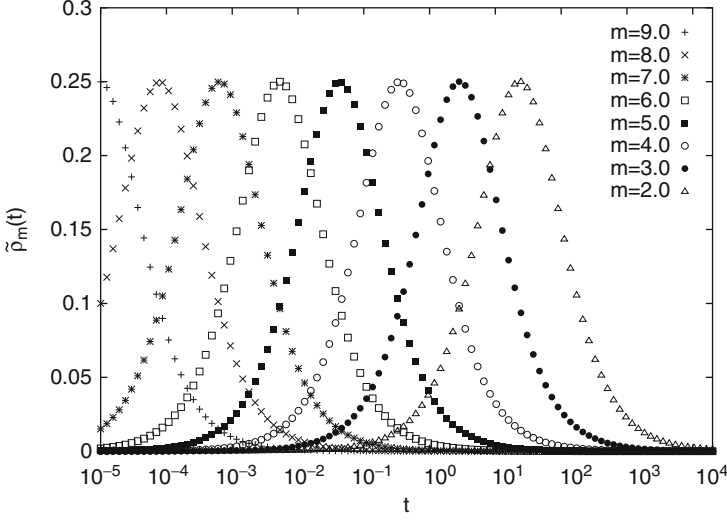 0.3
0.25
0.2
0.15
0.1
0.05
0
ρ̃ₘ(t)
m=9.0
m=8.0
m=7.0
m=6.0
m=5.0
m=4.0
m=3.0
m=2.0
10⁻⁵ 10⁻⁴ 10⁻³ 10⁻² 10⁻¹ 10⁰ 10¹ 10² 10³ 10⁴
t